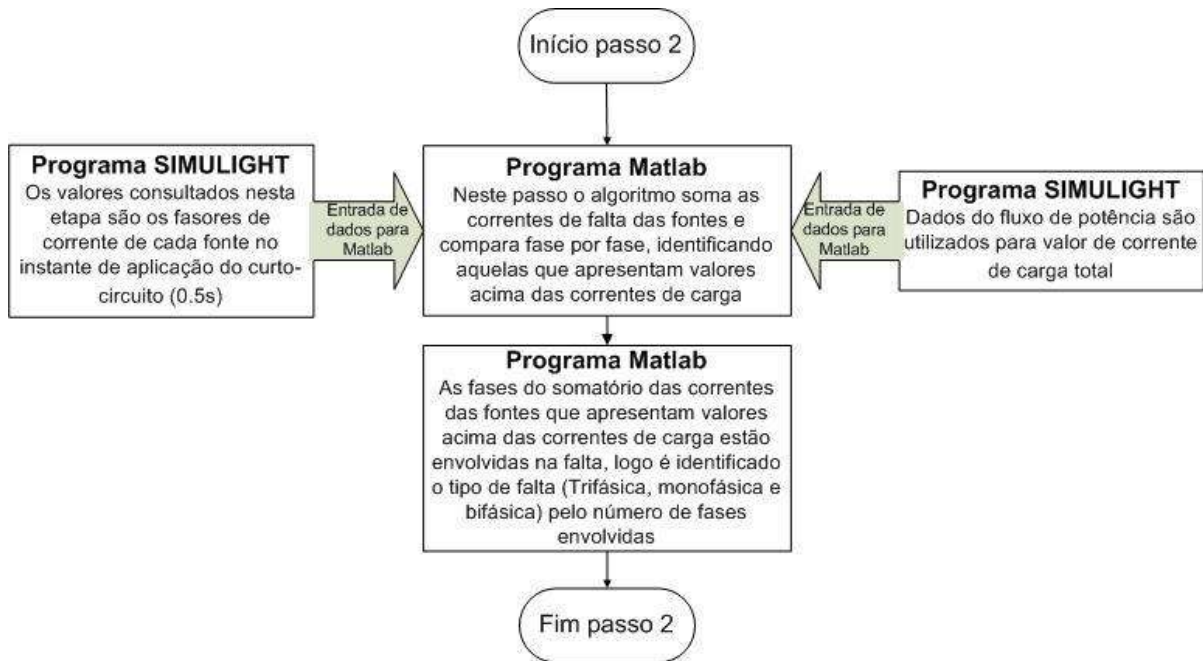 Início passo 2
Programa SIMULIGHT
Os valores consultados nesta
etapa são os fasores de
corrente de cada fonte no
instante de aplicação do curto-
circuito (0.5s)
Entrada de
dados para
Matlab
Programa Matlab
Neste passo o algoritmo soma as
correntes de falta das fontes e
compara fase por fase, identificando
aquelas que apresentam valores
acima das correntes de carga
Entrada de
dados para
Matlab
Programa SIMULIGHT
Dados do fluxo de potência são
utilizados para valor de corrente
de carga total
Programa Matlab
As fases do somatório das correntes
das fontes que apresentam valores
acima das correntes de carga estão
envolvidas na falta, logo é identificado
o tipo de falta (Trifásica, monofásica e
bifásica) pelo número de fases
envolvidas
Fim passo 2